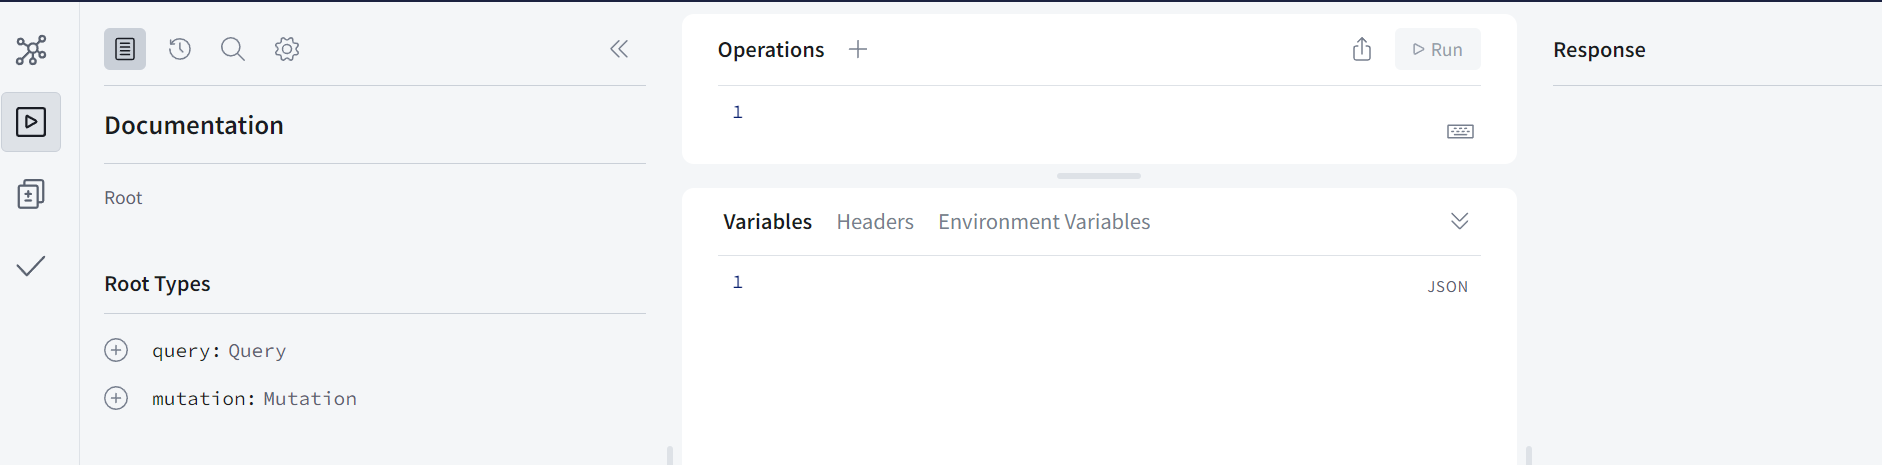 Documentation
Root
Root Types
query: Query
mutation: Mutation
Operations
Run
1
Variables
Headers
Environment Variables
1
JSON
Response